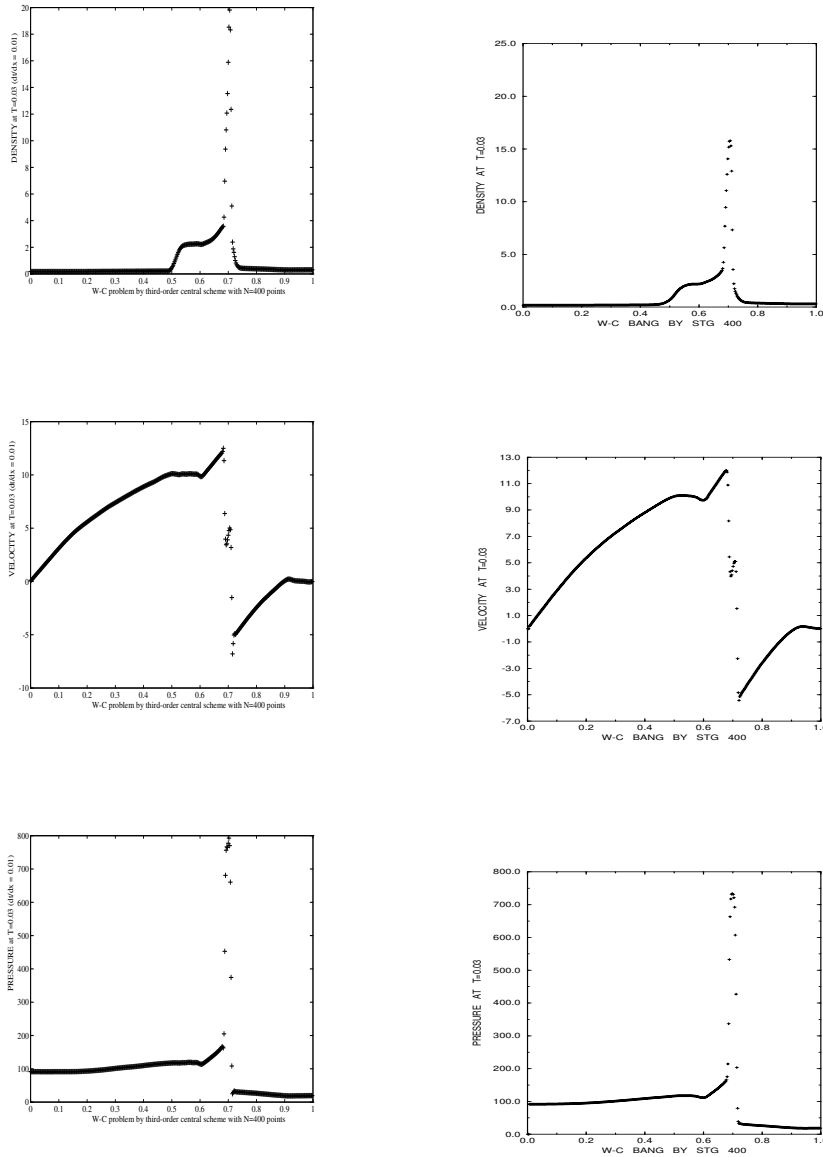 20
18
16
14
12
10
8
6
4
2
0
DENSITY at T=0.03 (dt/dx = 0.01)
0 0.1 0.2 0.3 0.4 0.5 0.6 0.7 0.8 0.9 1
W-C problem by third-order central scheme with N=400 points
25.0
20.0
15.0
10.0
5.0
0.0
DENSITY AT T=0.03
0.0 0.2 0.4 0.6 0.8 1.0
W-C BANG BY STG 400
15
10
5
0
-5
-10
VELOCITY at T=0.03 (dt/dx = 0.01)
0 0.1 0.2 0.3 0.4 0.5 0.6 0.7 0.8 0.9 1
W-C problem by third-order central scheme with N=400 points
13.0
11.0
9.0
7.0
5.0
3.0
1.0
-1.0
-3.0
-5.0
-7.0
VELOCITY AT T=0.03
0.0 0.2 0.4 0.6 0.8 1.0
W-C BANG BY STG 400
800
700
600
500
400
300
200
100
0
PRESSURE at T=0.03 (dt/dx = 0.01)
0 0.1 0.2 0.3 0.4 0.5 0.6 0.7 0.8 0.9 1
W-C problem by third-order central scheme with N=400 points
800.0
700.0
600.0
500.0
400.0
300.0
200.0
100.0
0.0
PRESSURE AT T=0.03
0.0 0.2 0.4 0.6 0.8 1.0
W-C BANG BY STG 400